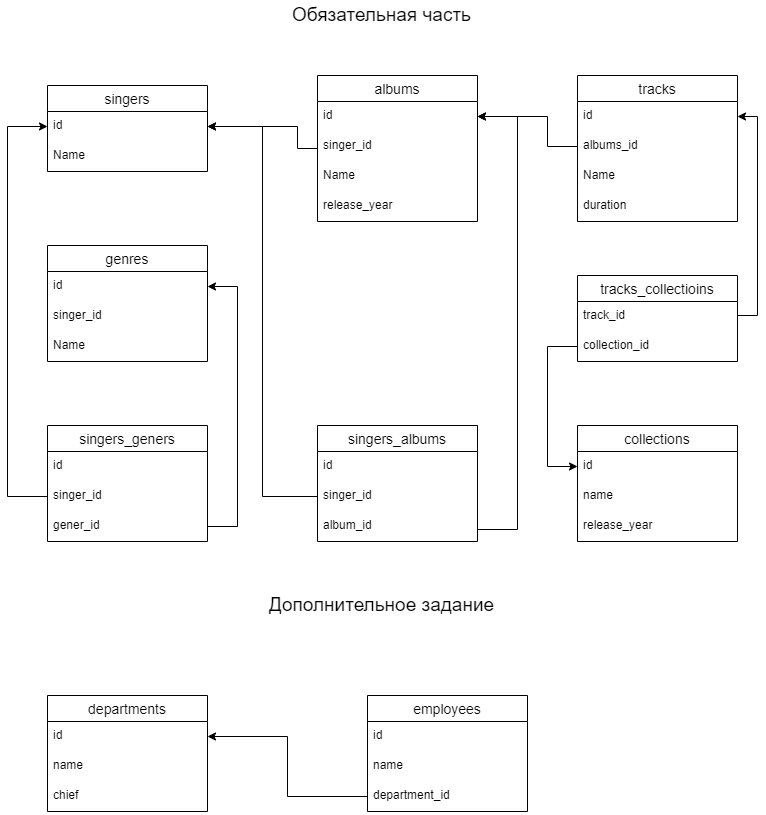 Обязательная часть
singers
id
Name
albums
id
singer_id
Name
release_year
tracks
id
albums_id
Name
duration
genres
id
singer_id
Name
tracks_collectioins
track_id
collection_id
singers_geners
id
singer_id
gener_id
singers_albums
id
singer_id
album_id
collections
id
name
release_year
Дополнительное задание
departments
id
name
chief
employees
id
name
department_id